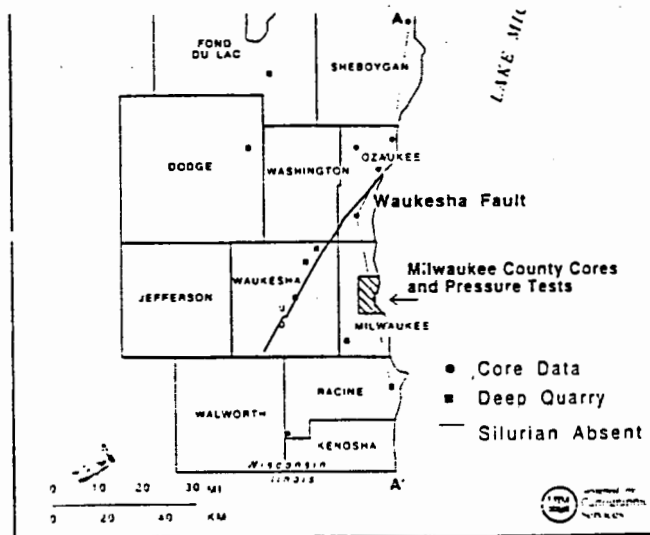 A
FOND
DU LAC
SHEBOYGAN
LAKE
DODGE
WASHINGTON
OZAUKEE
Waukesha Fault
JEFFERSON
WAUKESHA
U
D
Milwaukee County Cores
and Pressure Tests
MILWAUKEE
Core Data
Deep Quarry
Silurian Absent
WALWORTH
RACINE
KENOSHA
Wisconsin
Illinois
A'
0 10 20 30 MI
0 20 40 KM